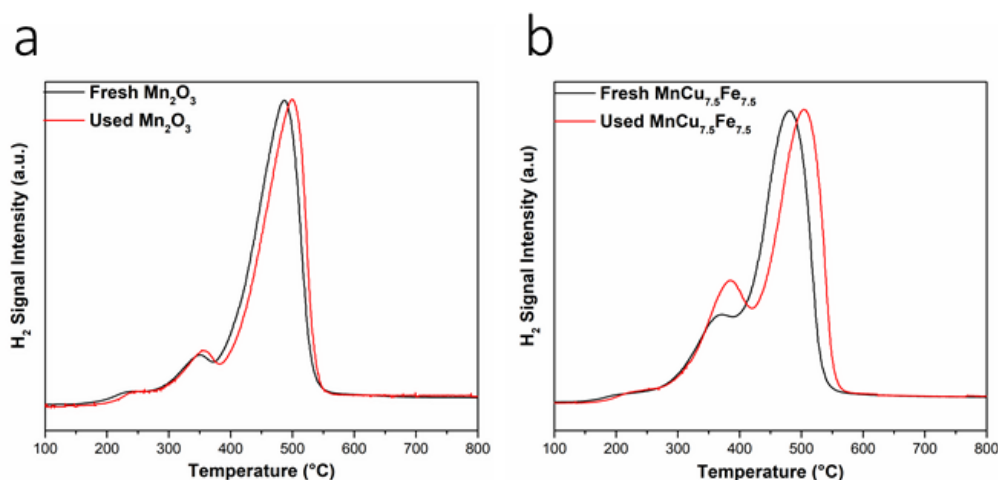 a
Fresh Mn₂O₃
Used Mn₂O₃
H₂ Signal Intensity (a.u.)
100 200 300 400 500 600 700 800
Temperature (°C)
b
Fresh MnCu₇.₅Fe₇.₅
Used MnCu₇.₅Fe₇.₅
H₂ Signal Intensity (a.u)
100 200 300 400 500 600 700 800
Temperature (°C)